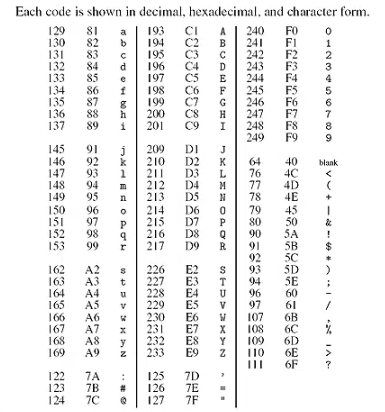 Each code is shown in decimal, hexadecimal, and character form.
129 81 a 193 C1 A 240 F0 0
130 82 b 194 C2 B 241 F1 1
131 83 c 195 C3 C 242 F2 2
132 84 d 196 C4 D 243 F3 3
133 85 e 197 C5 E 244 F4 4
134 86 f 198 C6 F 245 F5 5
135 87 g 199 C7 G 246 F6 6
136 88 h 200 C8 H 247 F7 7
137 89 i 201 C9 I 248 F8 8
249 F9 9
145 91 j 209 D1 J
146 92 k 210 D2 K 64 40 blank
147 93 l 211 D3 L 76 4C <
148 94 m 212 D4 M 77 4D (
149 95 n 213 D5 N 78 4E +
150 96 o 214 D6 O 79 45 |
151 97 p 215 D7 P 80 50 &
152 98 q 216 D8 Q 90 5A !
153 99 r 217 D9 R 91 5B $
92 5C *
162 A2 s 226 E2 S 93 5D )
163 A3 t 227 E3 T 94 5E ;
164 A4 u 228 E4 U 96 60 -
165 A5 v 229 E5 V 97 61 /
166 A6 w 230 E6 W 107 6B ,
167 A7 x 231 E7 X 108 6C %
168 A8 y 232 E8 Y 109 6D _
169 A9 z 233 E9 Z 110 6E >
111 6F ?
122 7A : 125 7D '
123 7B # 126 7E =
124 7C @ 127 7F "